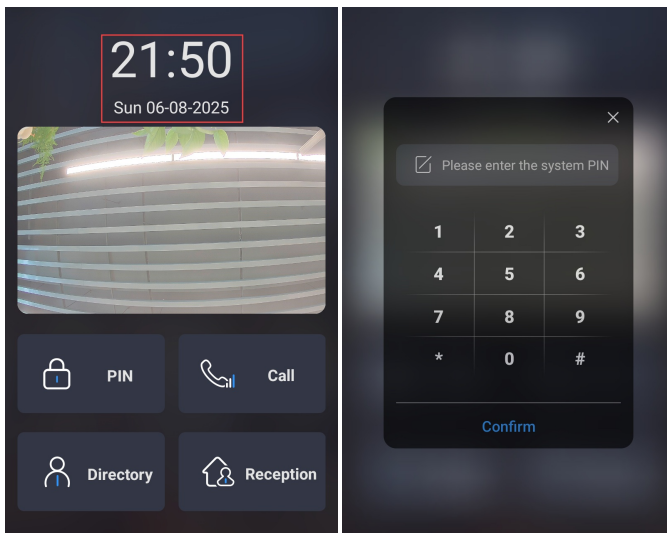 21:50
Sun 06-08-2025
PIN
Call
Directory
Reception
Please enter the system PIN
1 2 3
4 5 6
7 8 9
* 0 #
Confirm